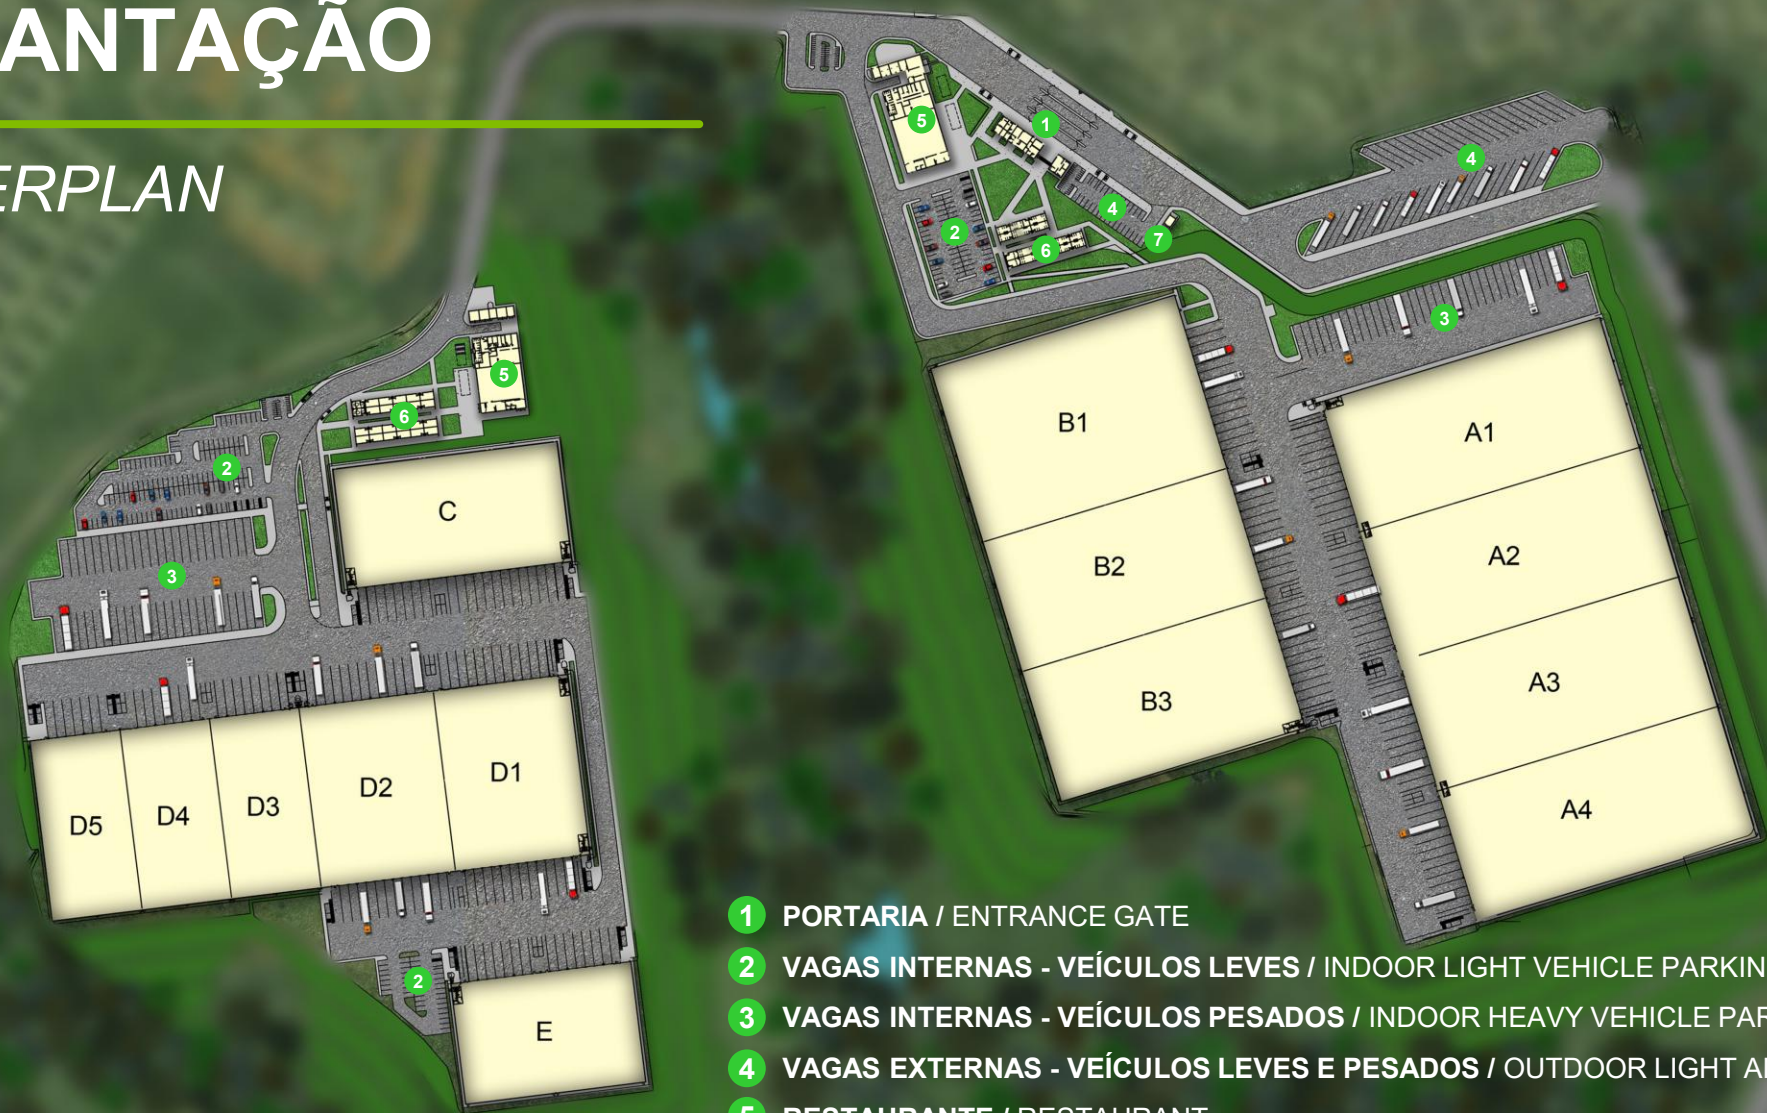 ANTAÇÃO
ERPLAN
5
1
4
4
2
7
6
3
5
6
B1
A1
2
C
A2
B2
3
A3
B3
D1
D2
D3
D4
D5
A4
2
E
1 PORTARIA / ENTRANCE GATE
2 VAGAS INTERNAS - VEÍCULOS LEVES / INDOOR LIGHT VEHICLE PARKIN
3 VAGAS INTERNAS - VEÍCULOS PESADOS / INDOOR HEAVY VEHICLE PAR
4 VAGAS EXTERNAS - VEÍCULOS LEVES E PESADOS / OUTDOOR LIGHT A
5 RESTAURANTE / RESTAURANT